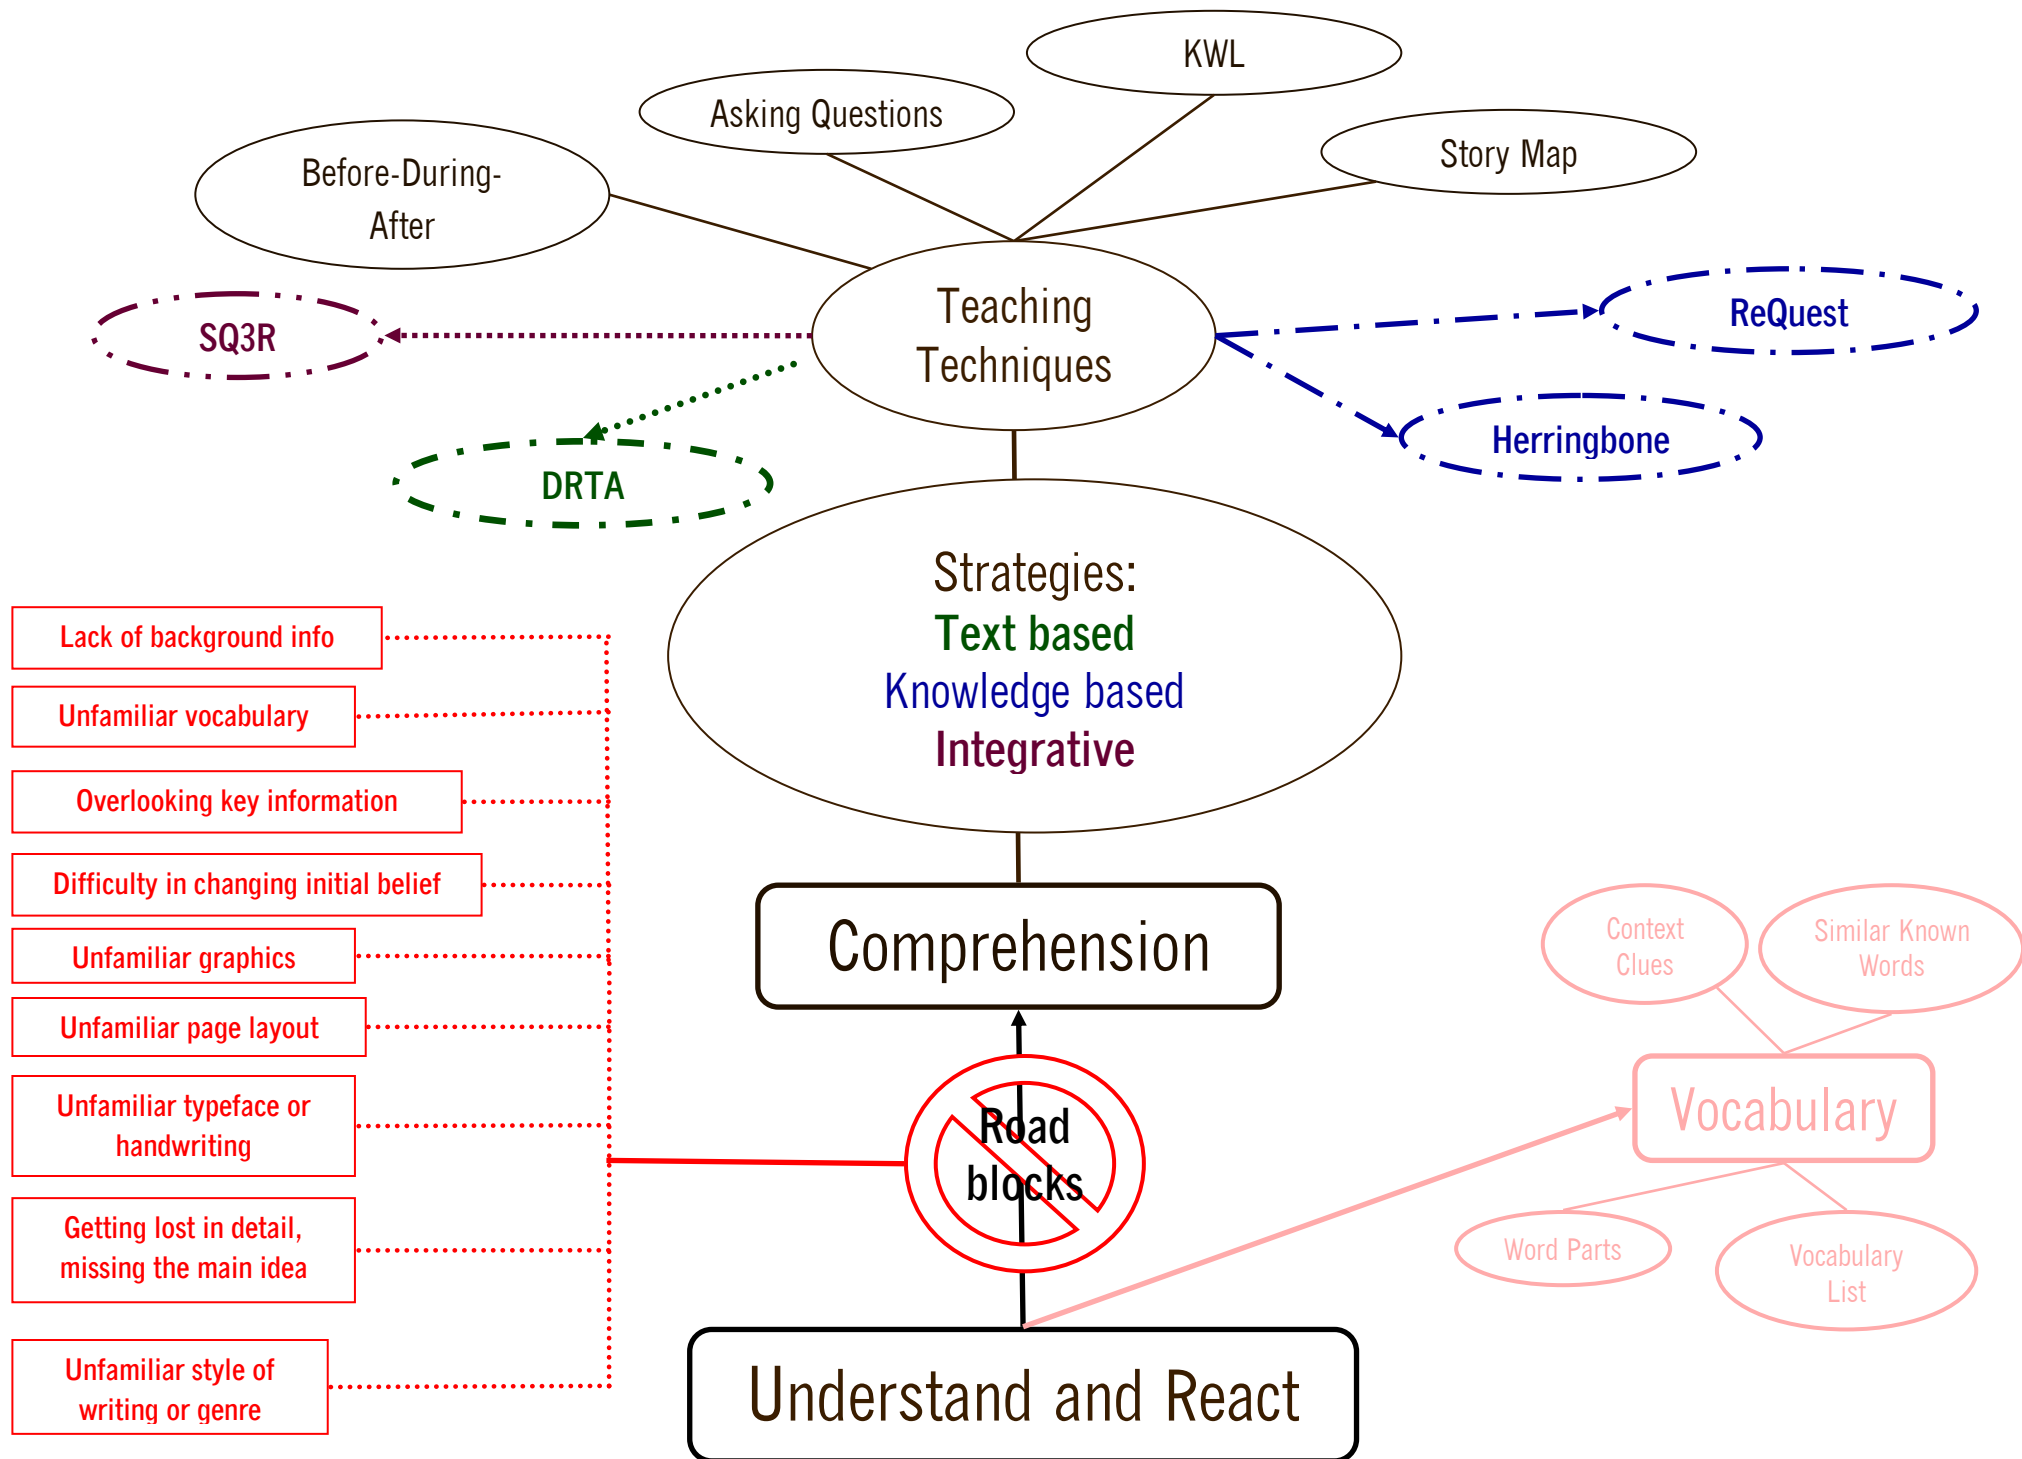 KWL
Asking Questions
Story Map
Before-During-
After
Teaching
Techniques
SQ3R
ReQuest
DRTA
Herringbone
Strategies:
Text based
Knowledge based
Integrative
Lack of background info
Unfamiliar vocabulary
Overlooking key information
Difficulty in changing initial belief
Unfamiliar graphics
Unfamiliar page layout
Unfamiliar typeface or
handwriting
Getting lost in detail,
missing the main idea
Unfamiliar style of
writing or genre
Comprehension
Road
blocks
Context
Clues
Similar Known
Words
Vocabulary
Word Parts
Vocabulary
List
Understand and React